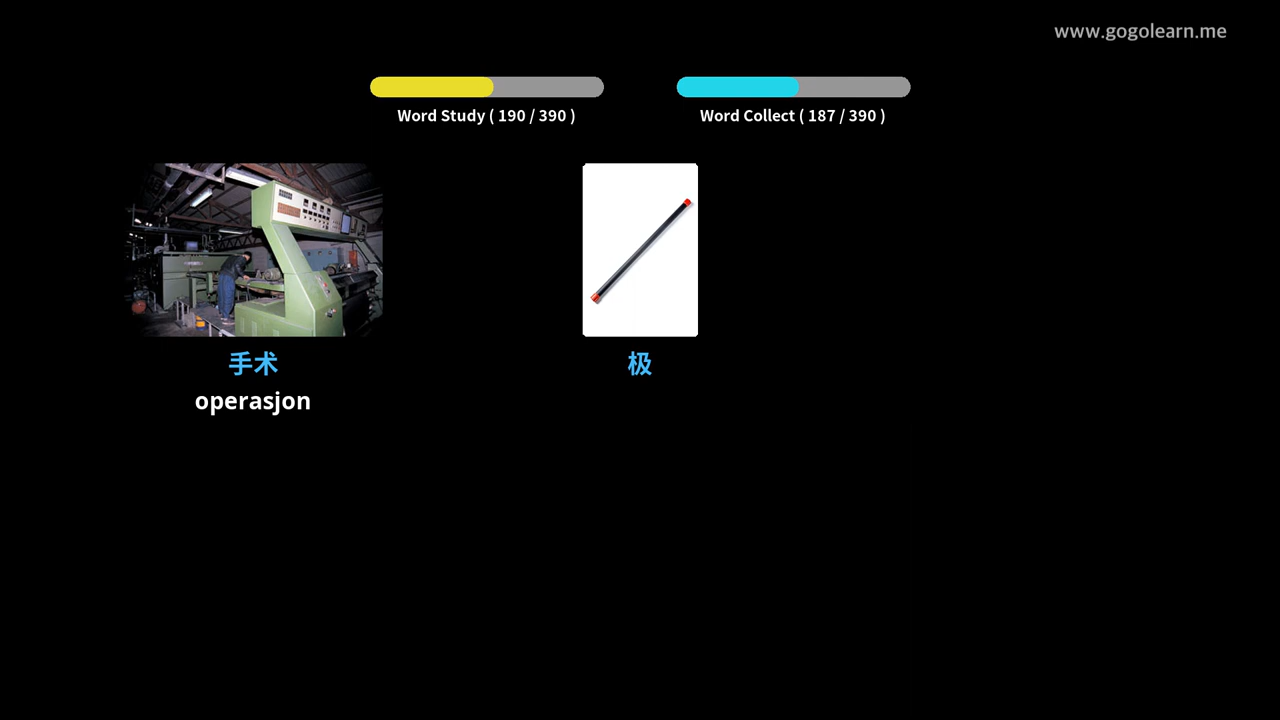 www.gogolearn.me
Word Study ( 190 / 390 )
Word Collect ( 187 / 390 )
手术
operasjon
极